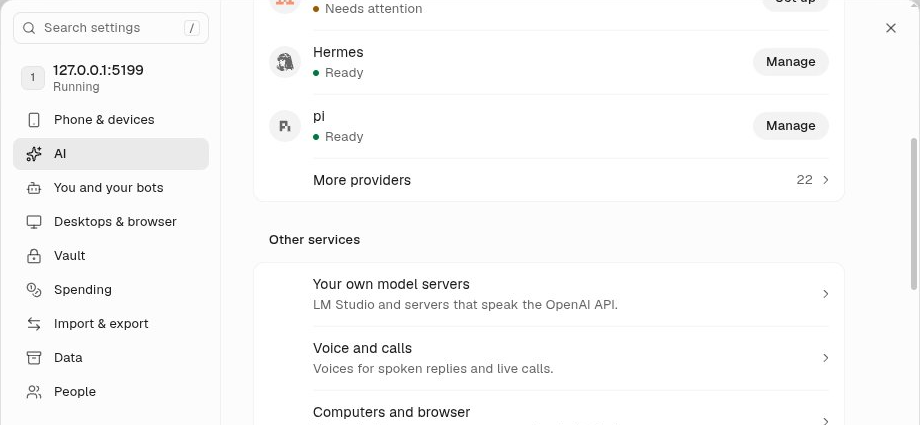 Search settings
/
1
127.0.0.1:5199
Running
Phone & devices
AI
You and your bots
Desktops & browser
Vault
Spending
Import & export
Data
People
Needs attention
Hermes
Ready
Manage
pi
Ready
Manage
More providers
22
Other services
Your own model servers
LM Studio and servers that speak the OpenAI API.
Voice and calls
Voices for spoken replies and live calls.
Computers and browser